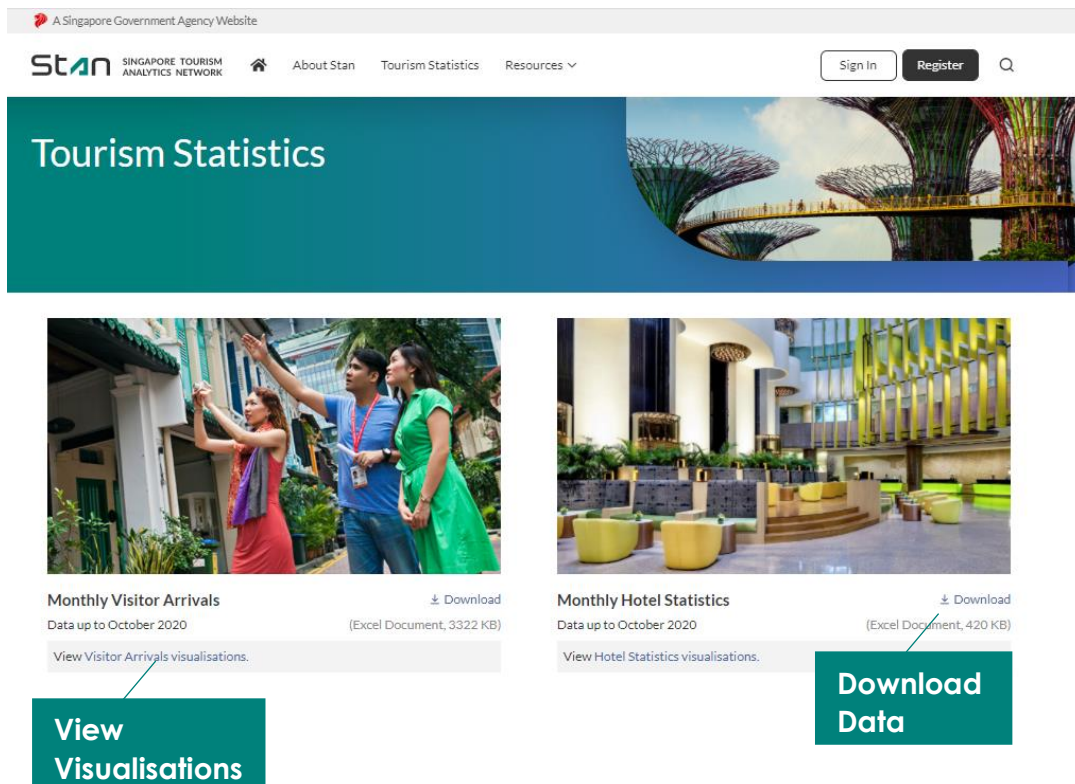 A Singapore Government Agency Website
Stan SINGAPORE TOURISM ANALYTICS NETWORK About Stan Tourism Statistics Resources Sign In Register
Tourism Statistics
Monthly Visitor Arrivals Download
Data up to October 2020 (Excel Document, 3322 KB)
View Visitor Arrivals visualisations.
Monthly Hotel Statistics Download
Data up to October 2020 (Excel Document, 420 KB)
View Hotel Statistics visualisations.
View
Visualisations
Download
Data